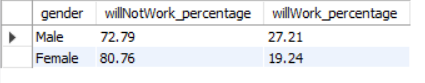 gender willNotWork_percentage willWork_percentage
Male 72.79 27.21
Female 80.76 19.24